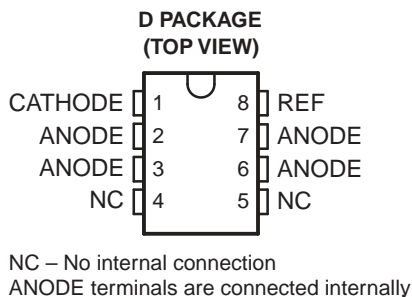 D PACKAGE
(TOP VIEW)
CATHODE 1 8 REF
ANODE 2 7 ANODE
ANODE 3 6 ANODE
NC 4 5 NC
NC – No internal connection
ANODE terminals are connected internally